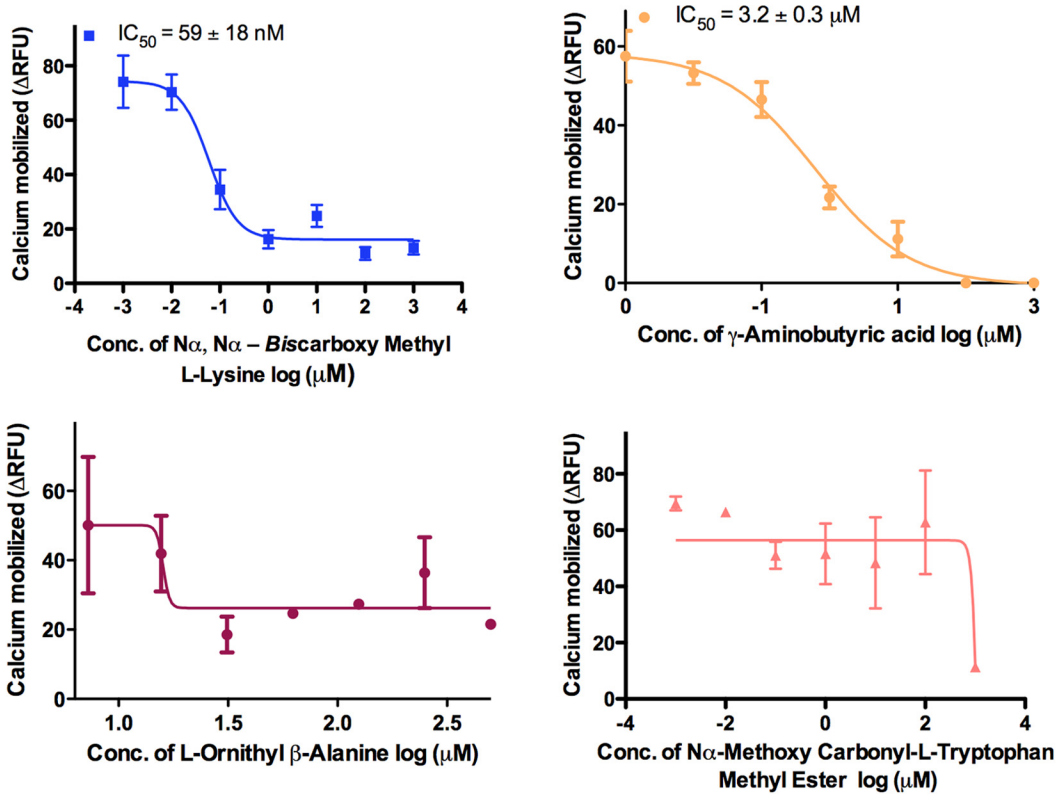 IC50 = 59 ± 18 nM
Calcium mobilized (ΔRFU)
80
60
40
20
0
-4 -3 -2 -1 0 1 2 3 4
Conc. of Nα, Nα – Biscarboxy Methyl
L-Lysine log (μM)
IC50 = 3.2 ± 0.3 μM
Calcium mobilized (ΔRFU)
60
40
20
0
0 -1 1 3
Conc. of γ-Aminobutyric acid log (μM)
Calcium mobilized (ΔRFU)
60
40
20
0
1.0 1.5 2.0 2.5
Conc. of L-Ornithyl β-Alanine log (μM)
Calcium mobilized (ΔRFU)
80
60
40
20
0
-4 -2 0 2 4
Conc. of Nα-Methoxy Carbonyl-L-Tryptophan
Methyl Ester log (μM)